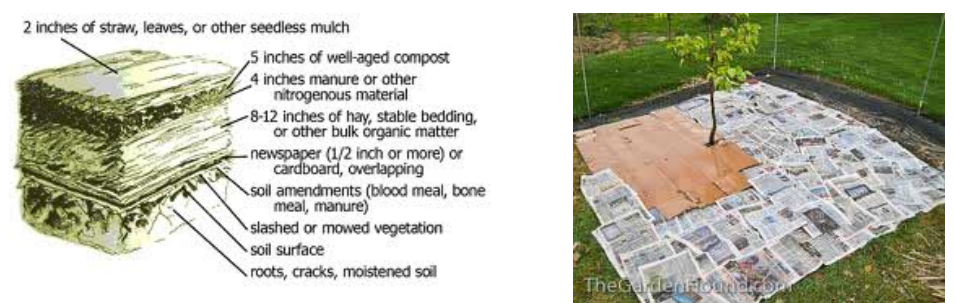 2 inches of straw, leaves, or other seedless mulch
5 inches of well-aged compost
4 inches manure or other
nitrogenous material
8-12 inches of hay, stable bedding,
or other bulk organic matter
newspaper (1/2 inch or more) or
cardboard, overlapping
soil amendments (blood meal, bone
meal, manure)
slashed or mowed vegetation
soil surface
roots, cracks, moistened soil
TheGardenHound.com